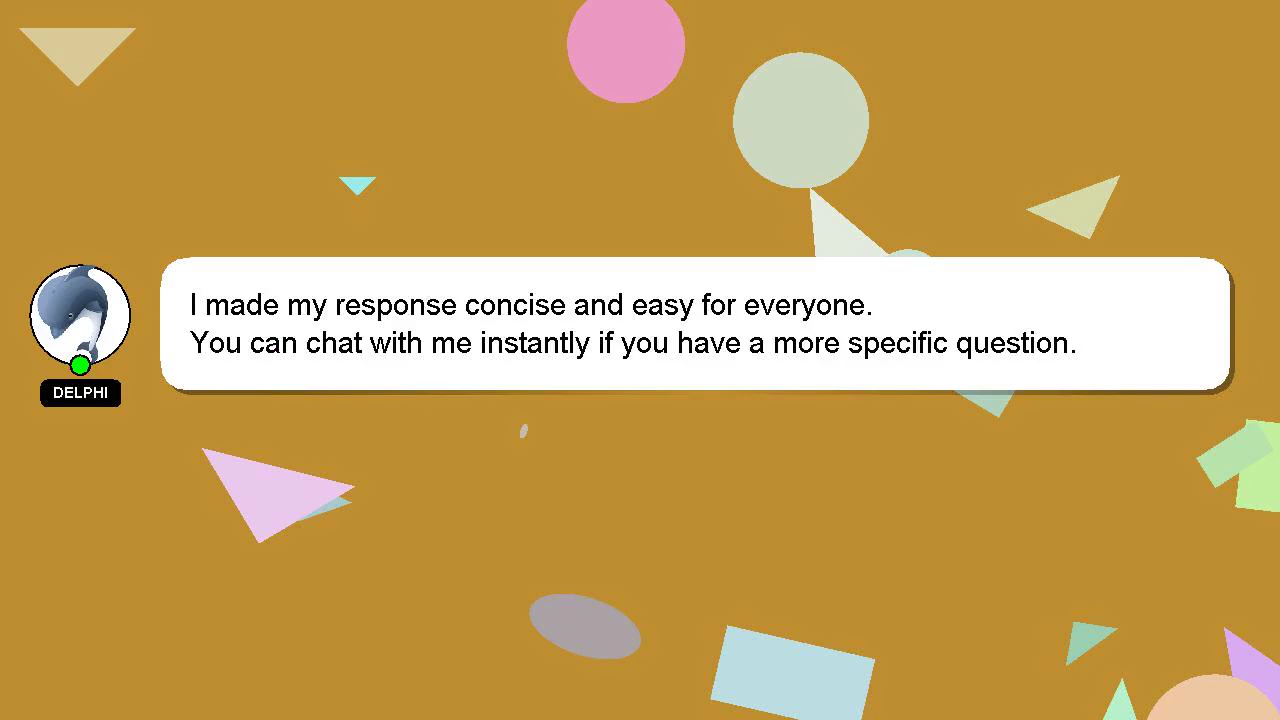 I made my response concise and easy for everyone.
You can chat with me instantly if you have a more specific question.
DELPHI